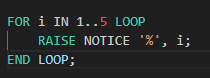 FOR i IN 1..5 LOOP
    RAISE NOTICE '%', i;
END LOOP;